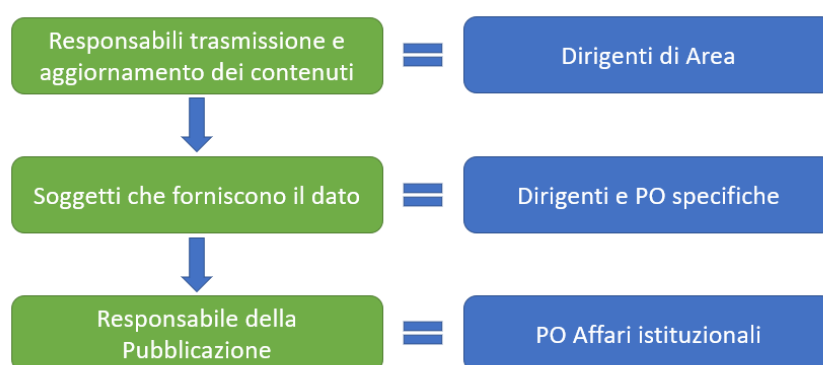 Responsabili trasmissione e
aggiornamento dei contenuti
Dirigenti di Area
Soggetti che forniscono il dato
Dirigenti e PO specifiche
Responsabile della
Pubblicazione
PO Affari istituzionali